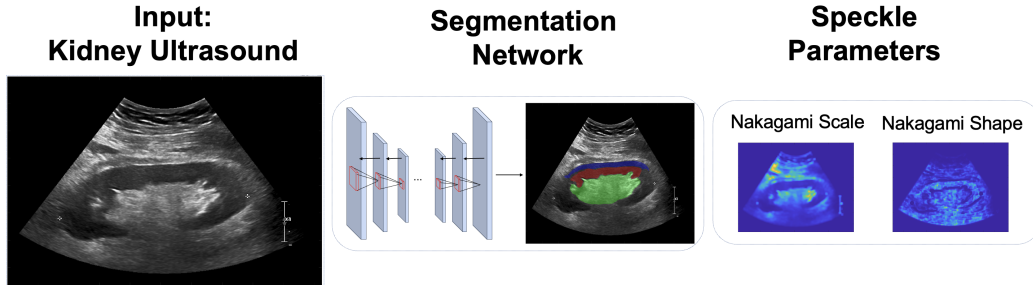 Input:
Kidney Ultrasound
Segmentation
Network
Speckle
Parameters
...
Nakagami Scale
Nakagami Shape